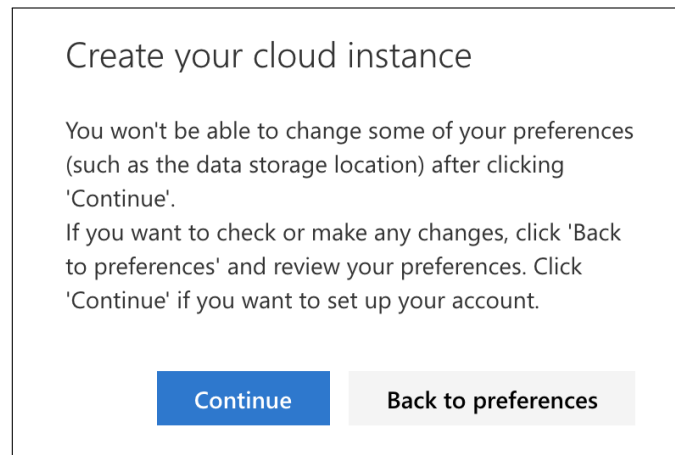 Create your cloud instance
You won't be able to change some of your preferences
(such as the data storage location) after clicking
'Continue'.
If you want to check or make any changes, click 'Back
to preferences' and review your preferences. Click
'Continue' if you want to set up your account.
Continue
Back to preferences